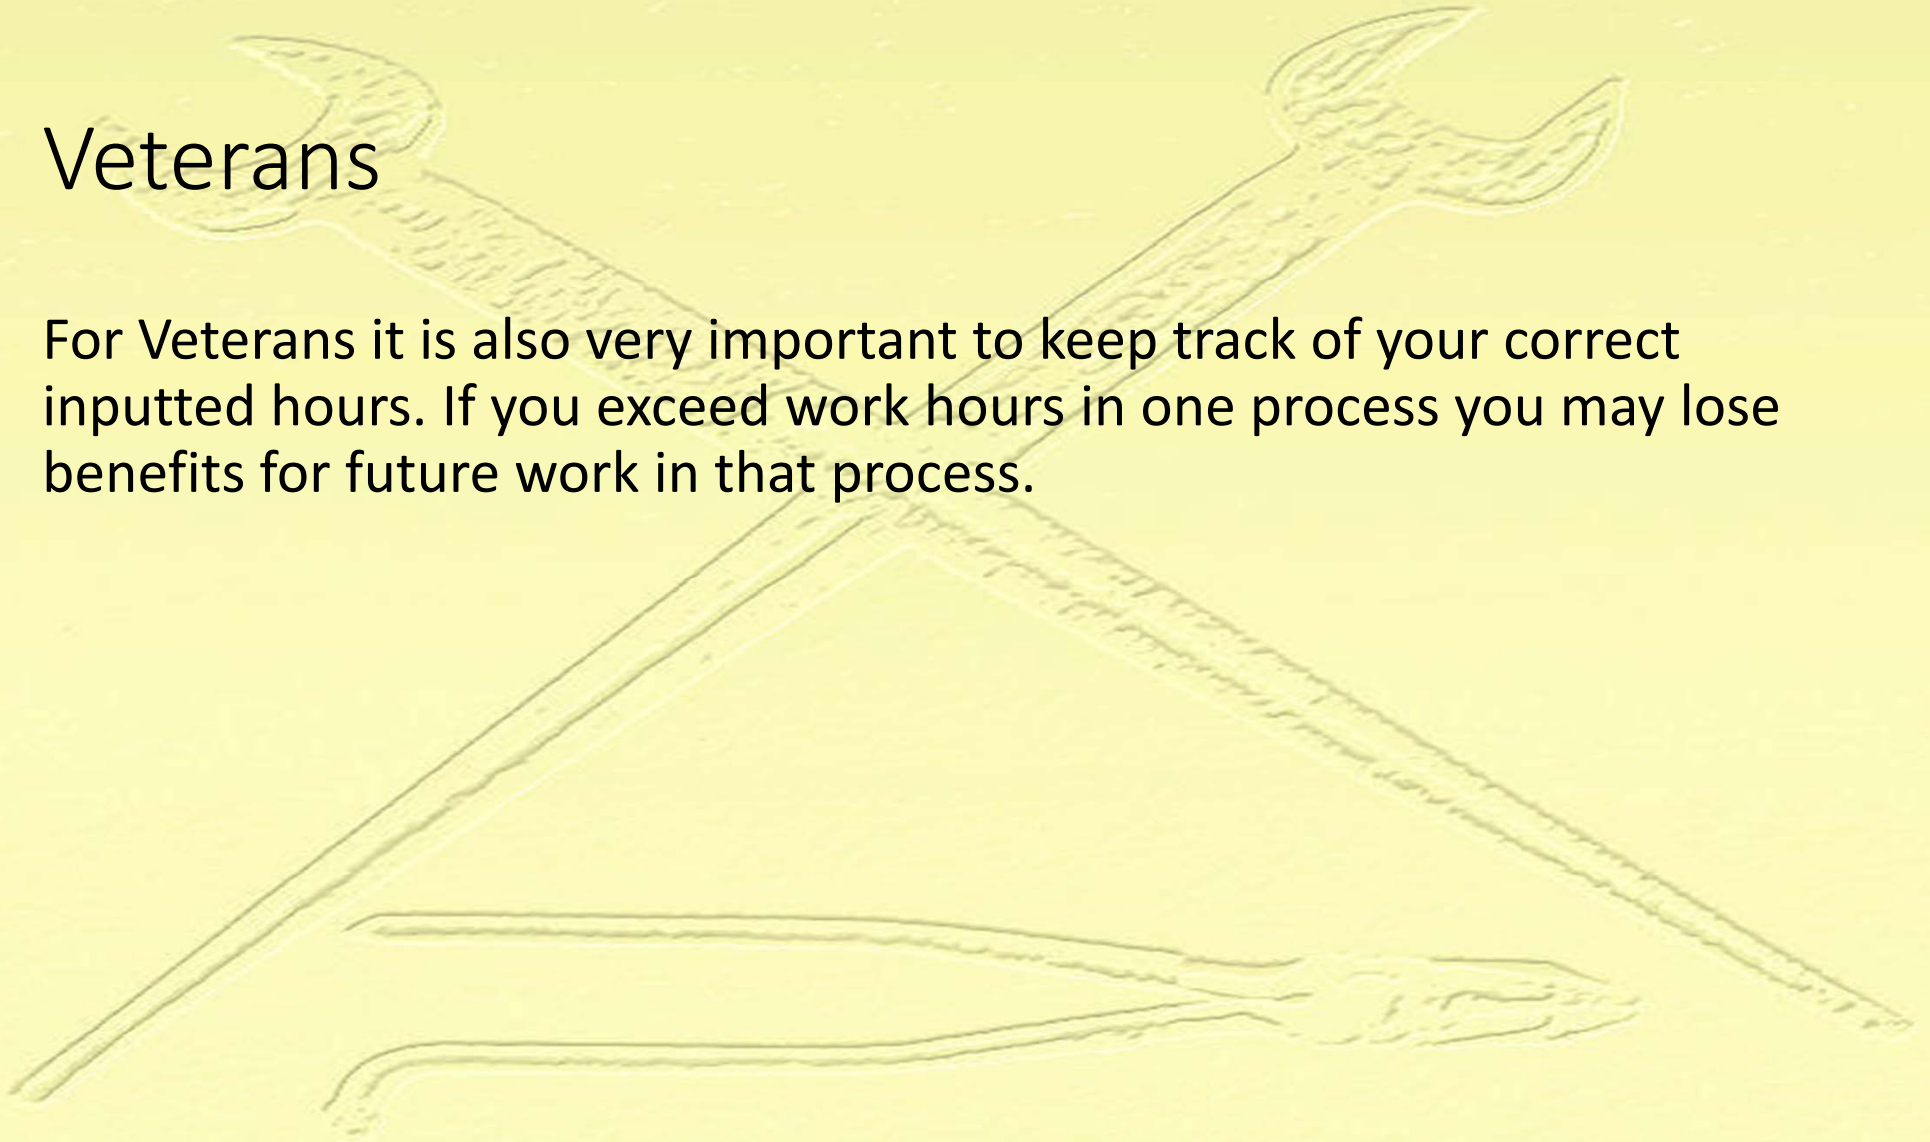 Veterans
For Veterans it is also very important to keep track of your correct
inputted hours. If you exceed work hours in one process you may lose
benefits for future work in that process.